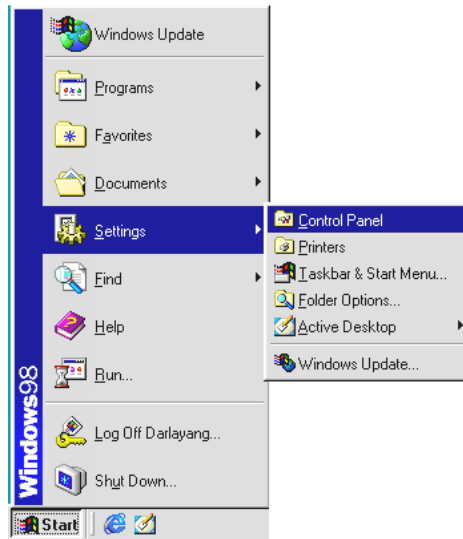 Windows Update
Programs
Favorites
Documents
Settings
Find
Help
Run...
Log Off Darlayang...
Shut Down...
Windows98
Start
Control Panel
Printers
Taskbar & Start Menu...
Folder Options...
Active Desktop
Windows Update...